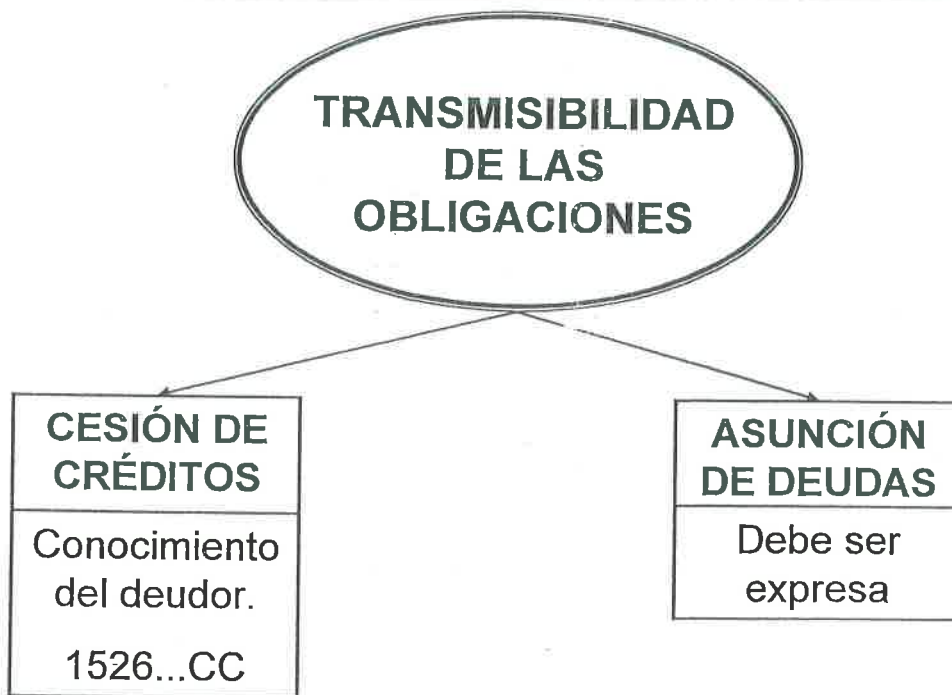 TRANSMISIBILIDAD
DE LAS
OBLIGACIONES
CESIÓN DE
CRÉDITOS
Conocimiento
del deudor.
1526...CC
ASUNCIÓN
DE DEUDAS
Debe ser
expresa